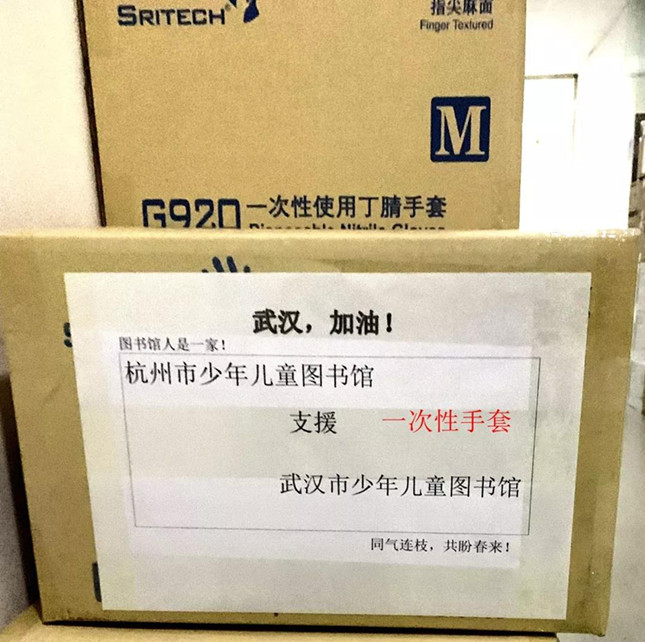 SRITECH®
指尖麻面
Finger Textured
M
G920 一次性使用丁腈手套
Disposable Nitrile Gloves
武汉，加油！
图书馆人是一家！
杭州市少年儿童图书馆
支援 一次性手套
武汉市少年儿童图书馆
同气连枝，共盼春来！